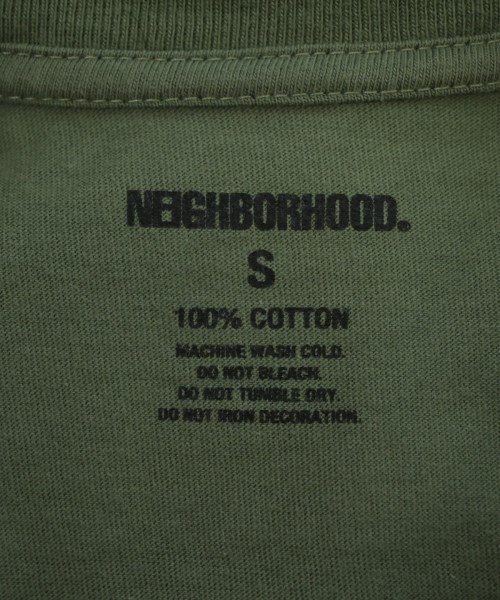 NEIGHBORHOOD.
S
100% COTTON
MACHINE WASH COLD.
DO NOT BLEACH.
DO NOT TUMBLE DRY.
DO NOT IRON DECORATION.